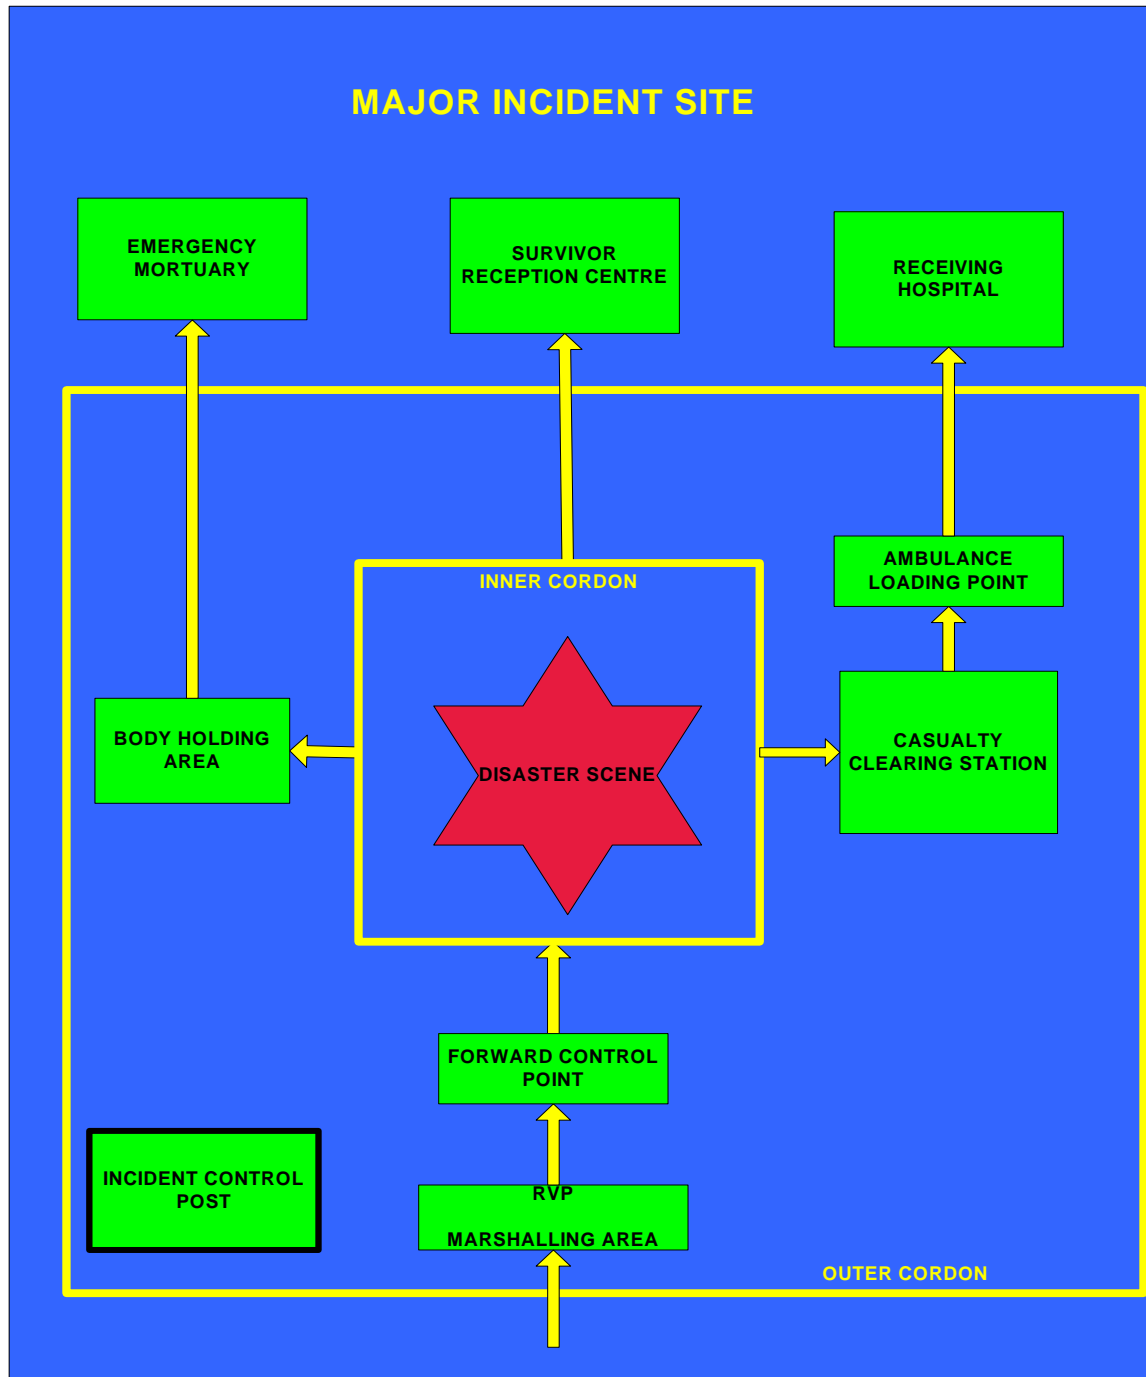 MAJOR INCIDENT SITE
EMERGENCY
MORTUARY
SURVIVOR
RECEPTION CENTRE
RECEIVING
HOSPITAL
INNER CORDON
AMBULANCE
LOADING POINT
BODY HOLDING
AREA
DISASTER SCENE
CASUALTY
CLEARING STATION
FORWARD CONTROL
POINT
INCIDENT CONTROL
POST
RVP
MARSHALLING AREA
OUTER CORDON